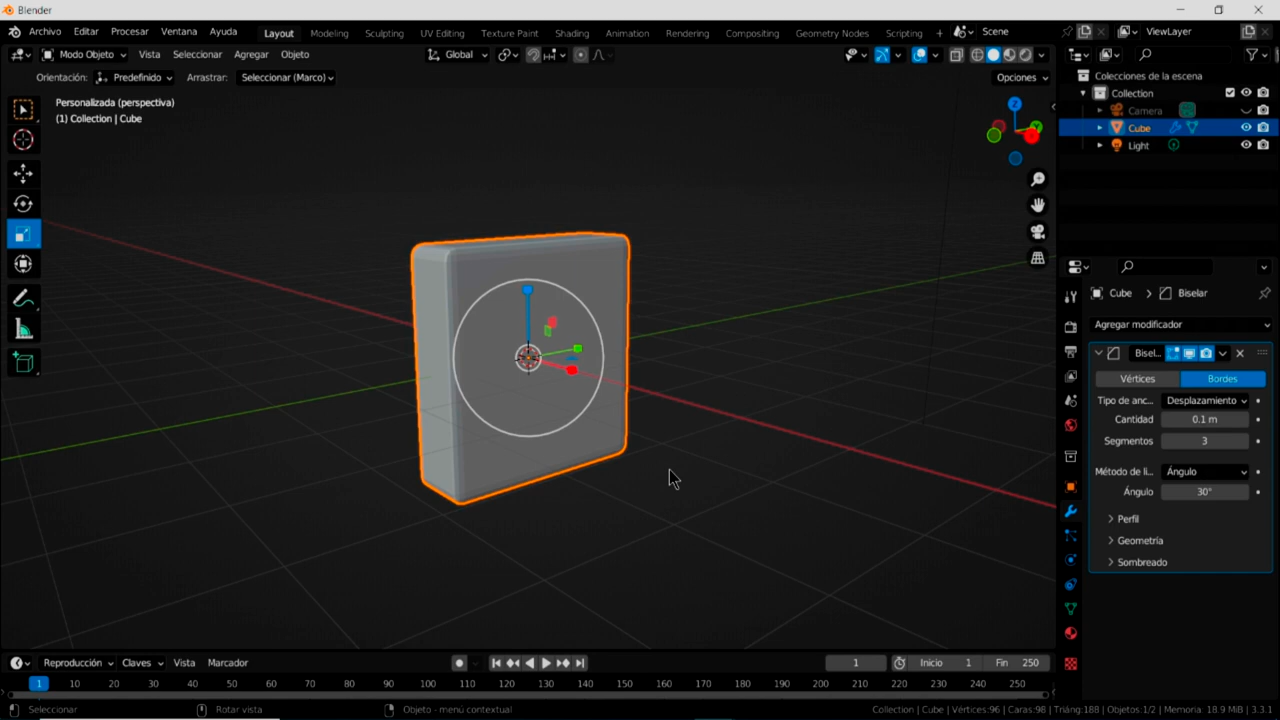 Blender
Archivo Editar Procesar Ventana Ayuda Layout Modeling Sculpting UV Editing Texture Paint Shading Animation Rendering Compositing Geometry Nodes Scripting + Scene ViewLayer
Modo Objeto Vista Seleccionar Agregar Objeto Global
Orientación: Predefinido Arrastrar: Seleccionar (Marco) Opciones
Personalizada (perspectiva)
(1) Collection | Cube
Z
Y
Colecciones de la escena
Collection
Camera
Cube
Light
Cube > Biselar
Agregar modificador
Bisel...
Vértices Bordes
Tipo de anc... Desplazamiento
Cantidad 0.1 m
Segmentos 3
Método de lí... Ángulo
Ángulo 30°
Perfil
Geometría
Sombreado
Reproducción Claves Vista Marcador 1 Inicio 1 Fin 250
1 10 20 30 40 50 60 70 80 90 100 110 120 130 140 150 160 170 180 190 200 210 220 230 240 250
Seleccionar Rotar vista Objeto - menú contextual Collection | Cube | Vértices:96 | Caras:98 | Triáng:188 | Objetos:1/2 | Memoria: 18.9 MiB | 3.3.1